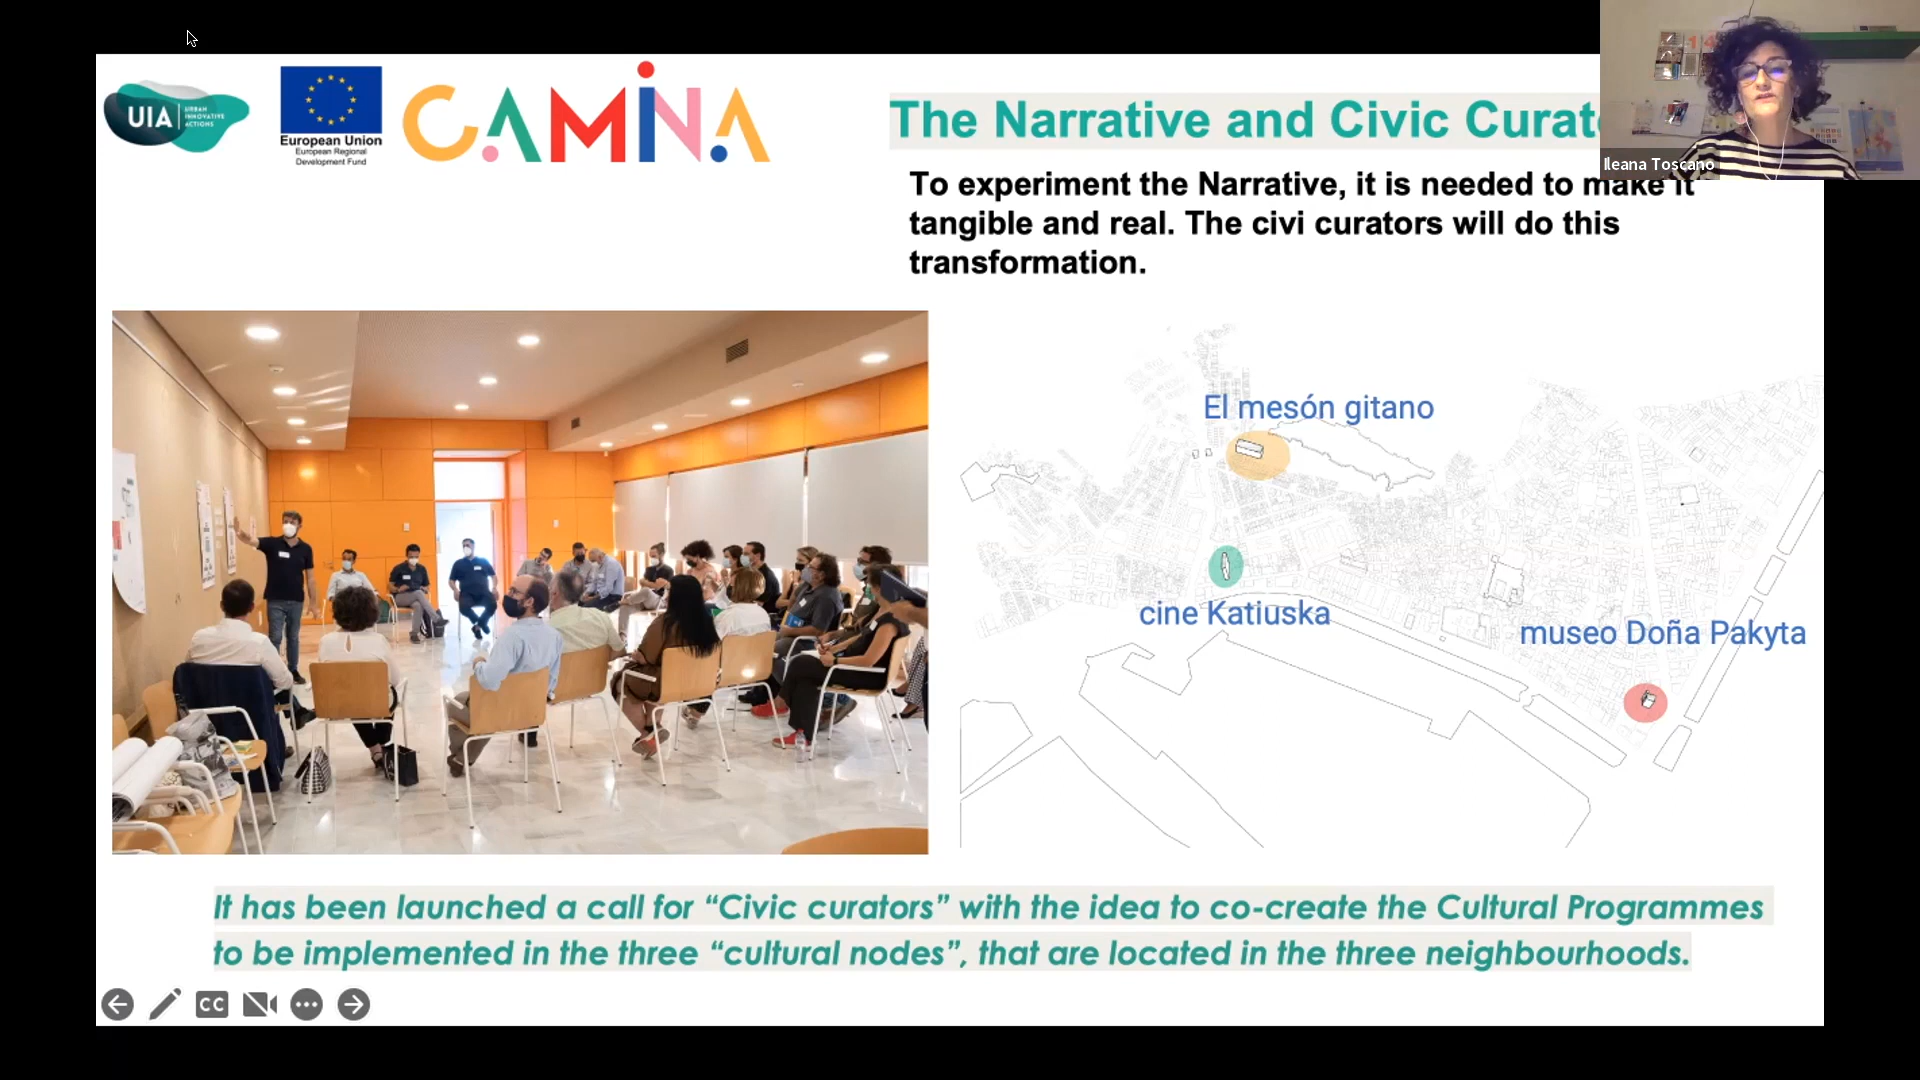 UIA
URBAN
INNOVATIVE
ACTIONS
European Union
European Regional
Development Fund
CAMINA
The Narrative and Civic
Ileana Toscano
To experiment the Narrative, it is needed to make it
tangible and real. The civi curators will do this
transformation.
El mesón gitano
cine Katiuska
museo Doña Pakyta
It has been launched a call for “Civic curators” with the idea to co-create the Cultural Programmes
to be implemented in the three “cultural nodes”, that are located in the three neighbourhoods.
CC